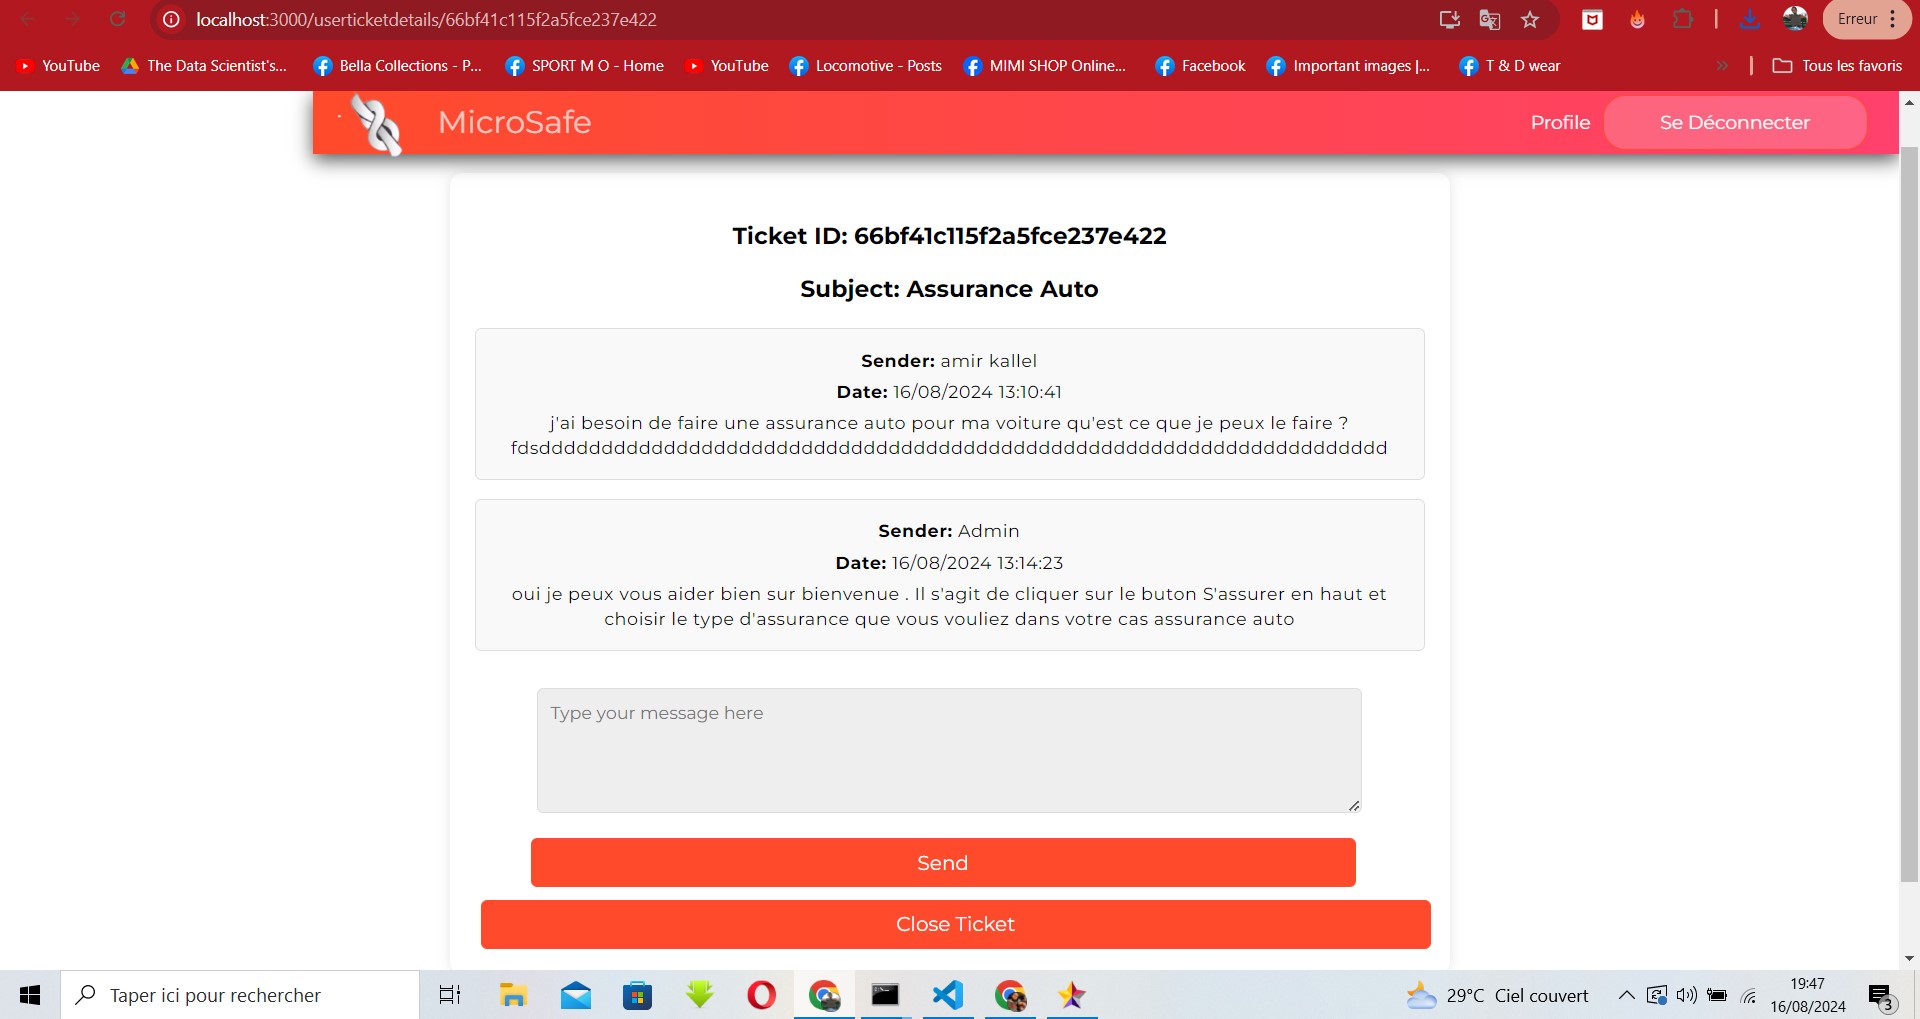 localhost:3000/userticketdetails/66bf41c115f2a5fce237e422
Erreur
YouTube
The Data Scientist's...
Bella Collections - P...
SPORT M O - Home
YouTube
Locomotive - Posts
MIMI SHOP Online...
Facebook
Important images |...
T & D wear
»
Tous les favoris
MicroSafe
Profile
Se Déconnecter
Ticket ID: 66bf41c115f2a5fce237e422
Subject: Assurance Auto
Sender: amir kallel
Date: 16/08/2024 13:10:41
j'ai besoin de faire une assurance auto pour ma voiture qu'est ce que je peux le faire ?
fdsdddddddddddddddddddddddddddddddddddddddddddddddddddddddddddddddddddd
Sender: Admin
Date: 16/08/2024 13:14:23
oui je peux vous aider bien sur bienvenue . Il s'agit de cliquer sur le buton S'assurer en haut et
choisir le type d'assurance que vous vouliez dans votre cas assurance auto
Type your message here
Send
Close Ticket
Taper ici pour rechercher
29°C Ciel couvert
19:47
16/08/2024
3